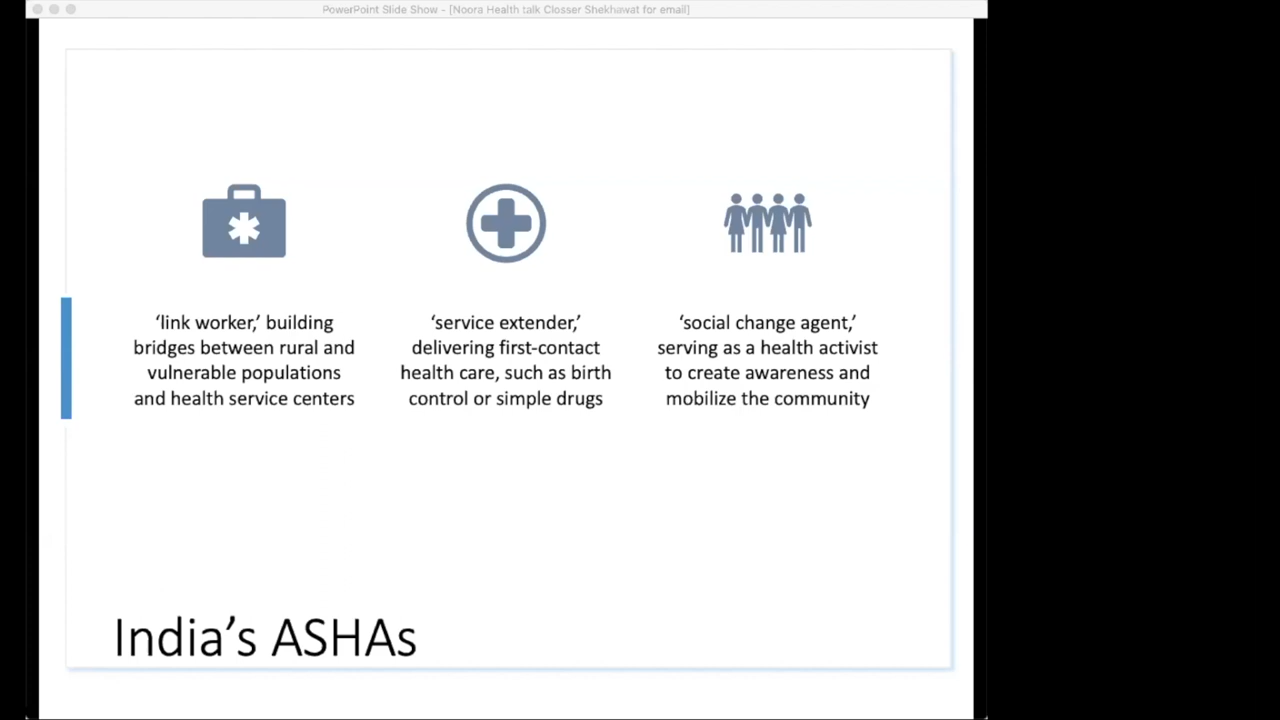 PowerPoint Slide Show - [Noora Health talk Closser Shekhawat for email]
‘link worker,’ building
bridges between rural and
vulnerable populations
and health service centers
‘service extender,’
delivering first-contact
health care, such as birth
control or simple drugs
‘social change agent,’
serving as a health activist
to create awareness and
mobilize the community
India’s ASHAs